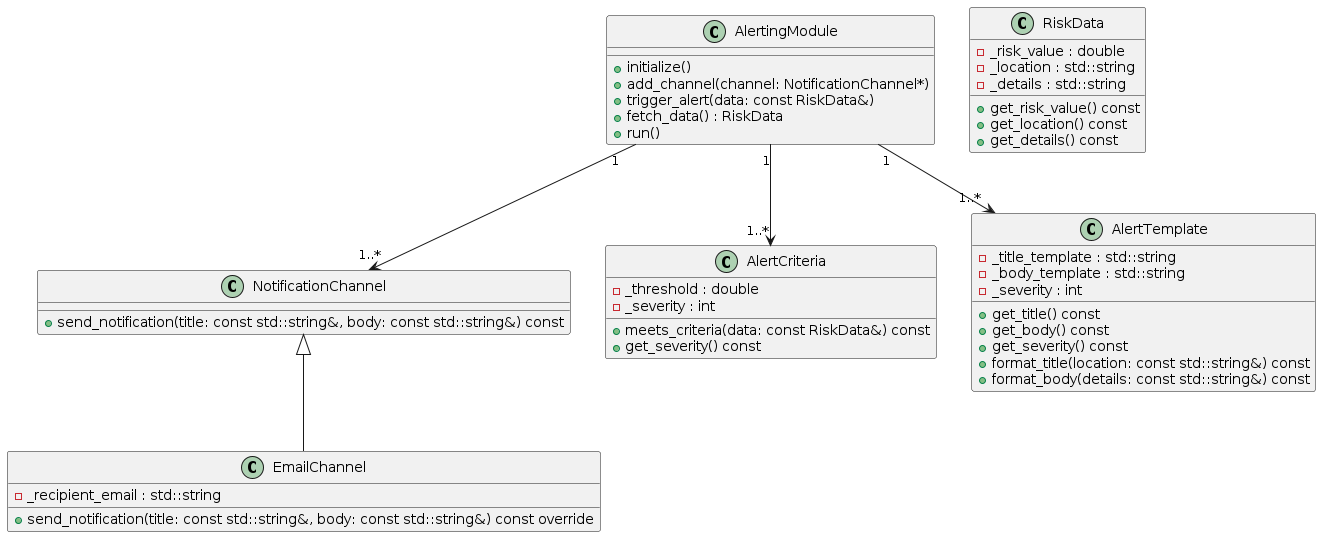 C AlertingModule
initialize()
add_channel(channel: NotificationChannel*)
trigger_alert(data: const RiskData&)
fetch_data() : RiskData
run()
C RiskData
_risk_value : double
_location : std::string
_details : std::string
get_risk_value() const
get_location() const
get_details() const
1
1
1
1..*
1..*
1..*
C NotificationChannel
send_notification(title: const std::string&, body: const std::string&) const
C AlertCriteria
_threshold : double
_severity : int
meets_criteria(data: const RiskData&) const
get_severity() const
C AlertTemplate
_title_template : std::string
_body_template : std::string
_severity : int
get_title() const
get_body() const
get_severity() const
format_title(location: const std::string&) const
format_body(details: const std::string&) const
C EmailChannel
_recipient_email : std::string
send_notification(title: const std::string&, body: const std::string&) const override